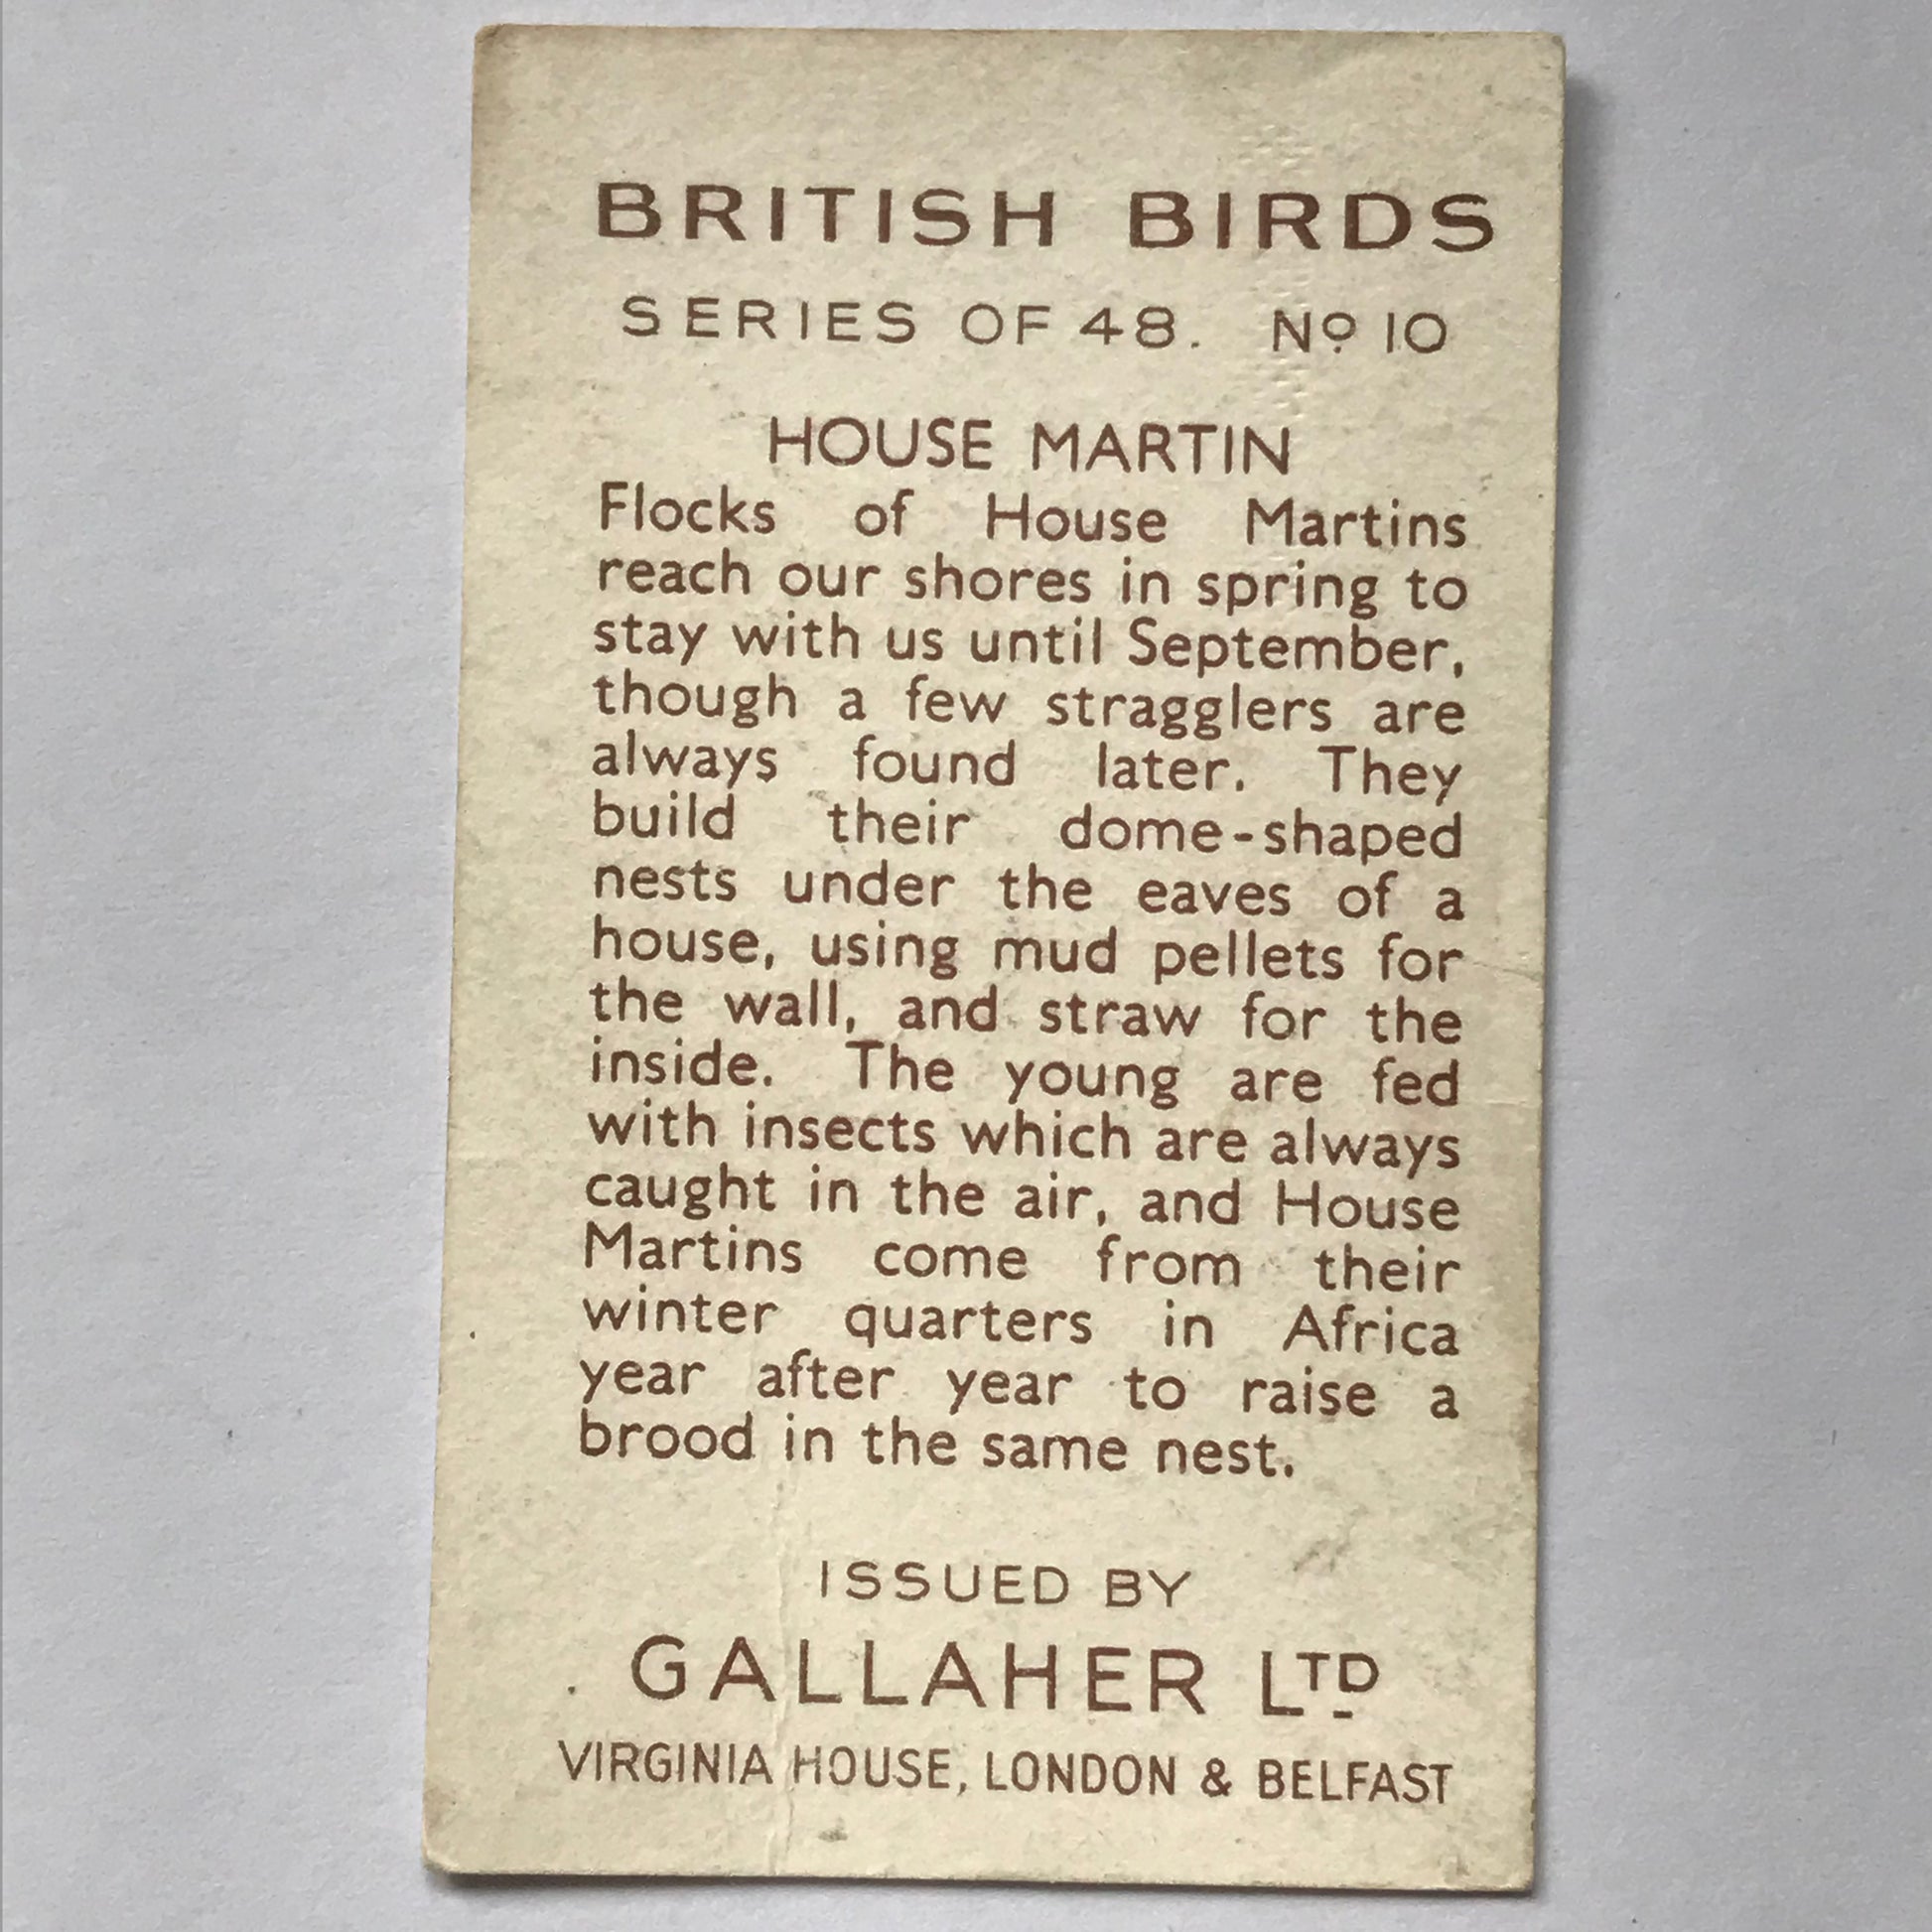 BRITISH BIRDS
SERIES OF 48. Nº 10
HOUSE MARTIN
Flocks of House Martins
reach our shores in spring to
stay with us until September,
though a few stragglers are
always found later. They
build their dome-shaped
nests under the eaves of a
house, using mud pellets for
the wall, and straw for the
inside. The young are fed
with insects which are always
caught in the air, and House
Martins come from their
winter quarters in Africa
year after year to raise a
brood in the same nest.
ISSUED BY
GALLAHER LTD
VIRGINIA HOUSE, LONDON & BELFAST